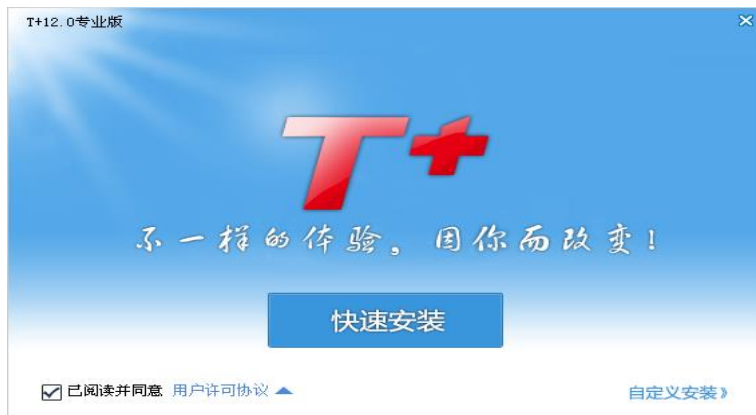 T+12.0专业版
T+
不一样的体验。因你而改变!
快速安装
已阅读并同意 用户许可协议
自定义安装》